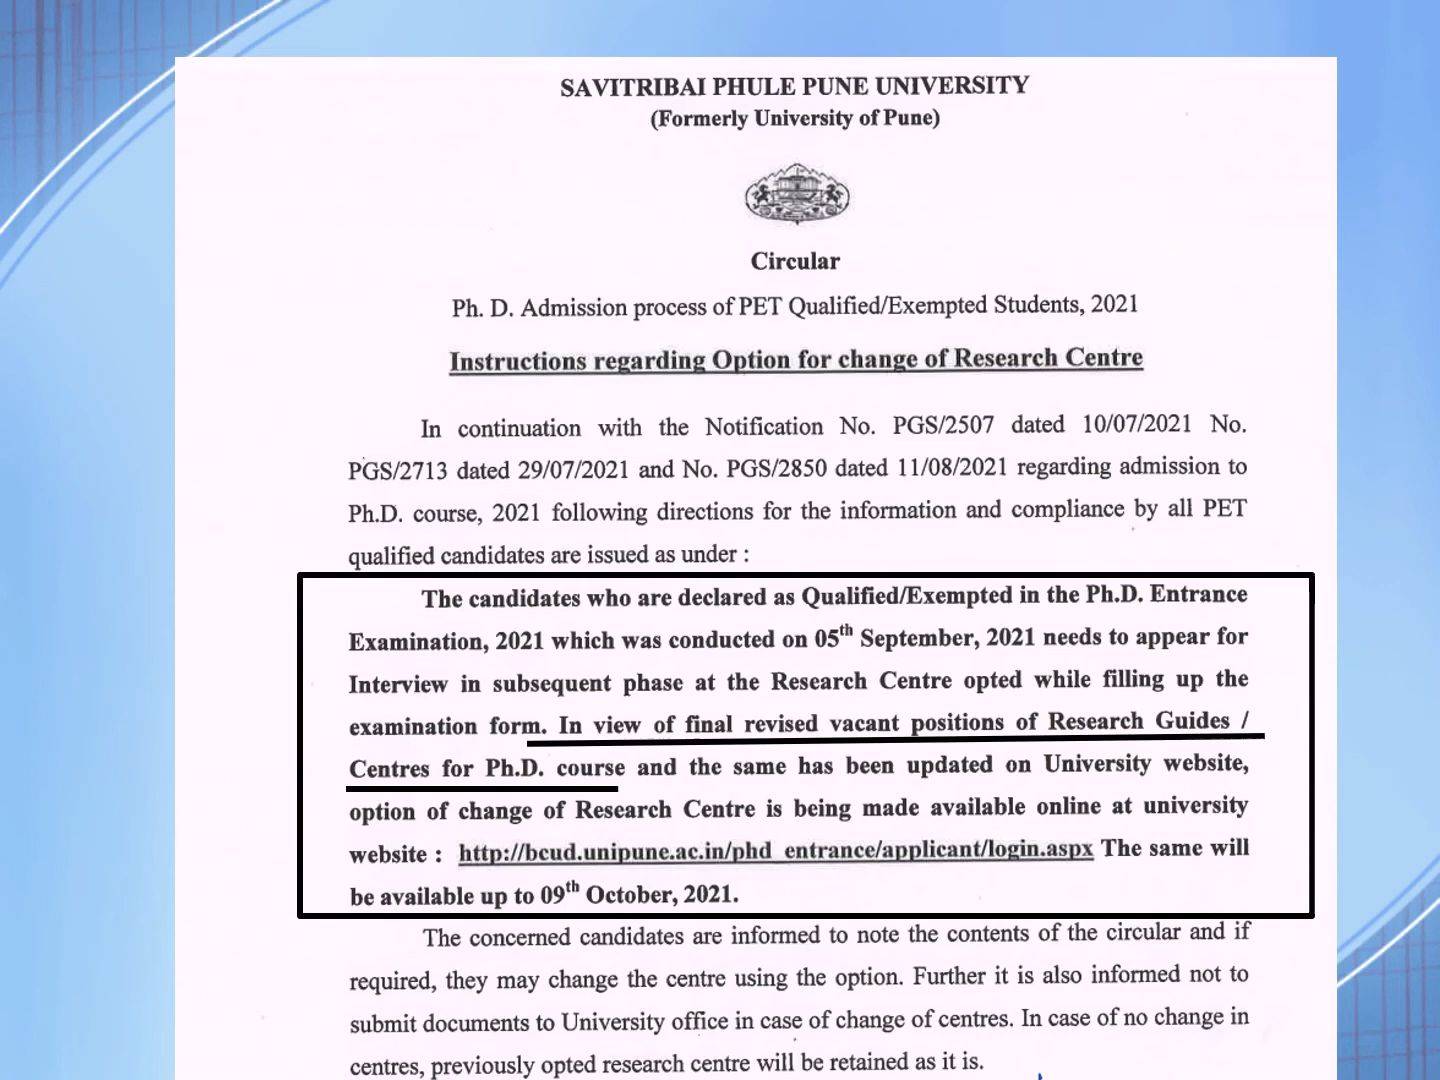 SAVITRIBAI PHULE PUNE UNIVERSITY
(Formerly University of Pune)
Circular
Ph. D. Admission process of PET Qualified/Exempted Students, 2021
Instructions regarding Option for change of Research Centre
In continuation with the Notification No. PGS/2507 dated 10/07/2021 No.
PGS/2713 dated 29/07/2021 and No. PGS/2850 dated 11/08/2021 regarding admission to
Ph.D. course, 2021 following directions for the information and compliance by all PET
qualified candidates are issued as under :
The candidates who are declared as Qualified/Exempted in the Ph.D. Entrance
Examination, 2021 which was conducted on 05th September, 2021 needs to appear for
Interview in subsequent phase at the Research Centre opted while filling up the
examination form. In view of final revised vacant positions of Research Guides /
Centres for Ph.D. course and the same has been updated on University website,
option of change of Research Centre is being made available online at university
website : http://bcud.unipune.ac.in/phd_entrance/applicant/login.aspx The same will
be available up to 09th October, 2021.
The concerned candidates are informed to note the contents of the circular and if
required, they may change the centre using the option. Further it is also informed not to
submit documents to University office in case of change of centres. In case of no change in
centres, previously opted research centre will be retained as it is.